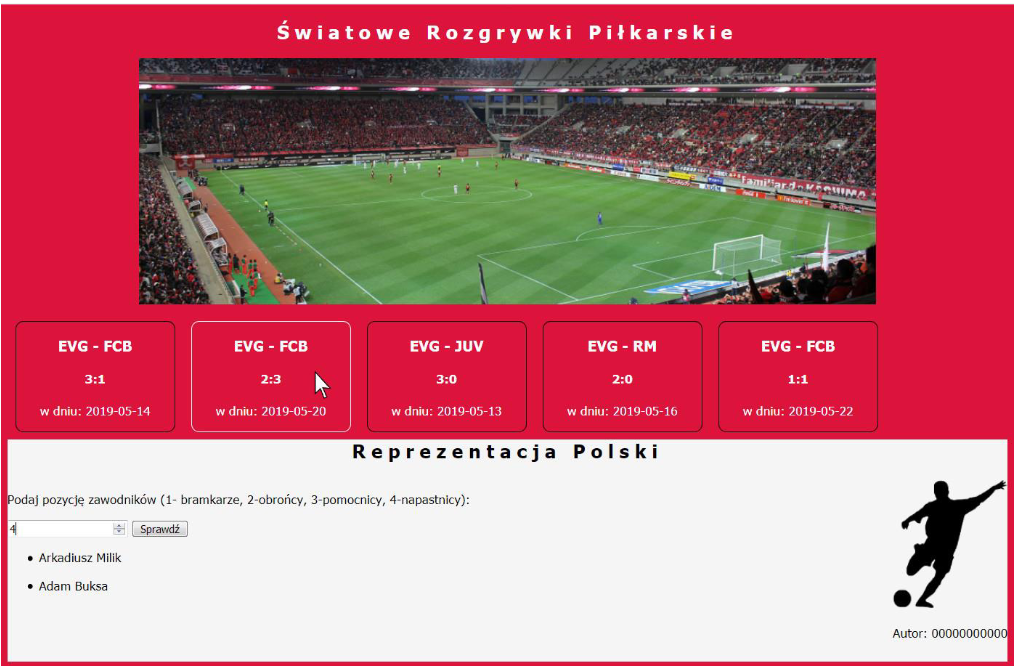 Światowe Rozgrywki Piłkarskie
EVG - FCB
3:1
w dniu: 2019-05-14
EVG - FCB
2:3
w dniu: 2019-05-20
EVG - JUV
3:0
w dniu: 2019-05-13
EVG - RM
2:0
w dniu: 2019-05-16
EVG - FCB
1:1
w dniu: 2019-05-22
Reprezentacja Polski
Podaj pozycję zawodników (1- bramkarze, 2-obrońcy, 3-pomocnicy, 4-napastnicy):
4
Sprawdź
Arkadiusz Milik
Adam Buksa
Autor: 00000000000